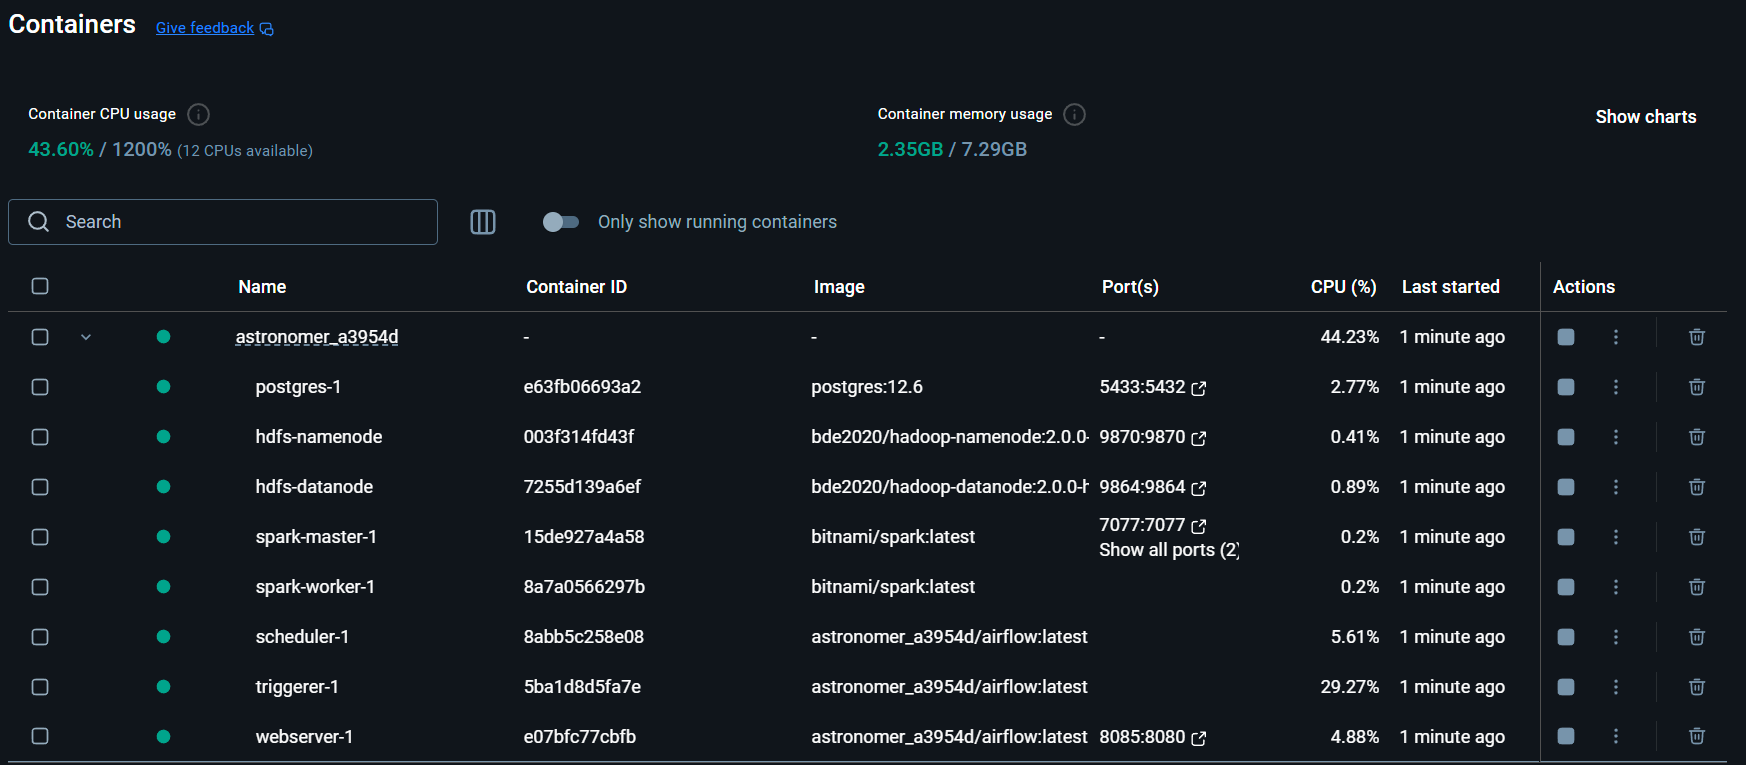 Containers Give feedback
Container CPU usage
43.60% / 1200% (12 CPUs available)
Container memory usage
2.35GB / 7.29GB
Show charts
Search
Only show running containers
Name Container ID Image Port(s) CPU (%) Last started Actions
astronomer_a3954d - - - 44.23% 1 minute ago
postgres-1 e63fb06693a2 postgres:12.6 5433:5432 2.77% 1 minute ago
hdfs-namenode 003f314fd43f bde2020/hadoop-namenode:2.0.0- 9870:9870 0.41% 1 minute ago
hdfs-datanode 7255d139a6ef bde2020/hadoop-datanode:2.0.0-h 9864:9864 0.89% 1 minute ago
spark-master-1 15de927a4a58 bitnami/spark:latest 7077:7077 0.2% 1 minute ago
Show all ports (2)
spark-worker-1 8a7a0566297b bitnami/spark:latest 0.2% 1 minute ago
scheduler-1 8abb5c258e08 astronomer_a3954d/airflow:latest 5.61% 1 minute ago
triggerer-1 5ba1d8d5fa7e astronomer_a3954d/airflow:latest 29.27% 1 minute ago
webserver-1 e07bfc77cbfb astronomer_a3954d/airflow:latest 8085:8080 4.88% 1 minute ago